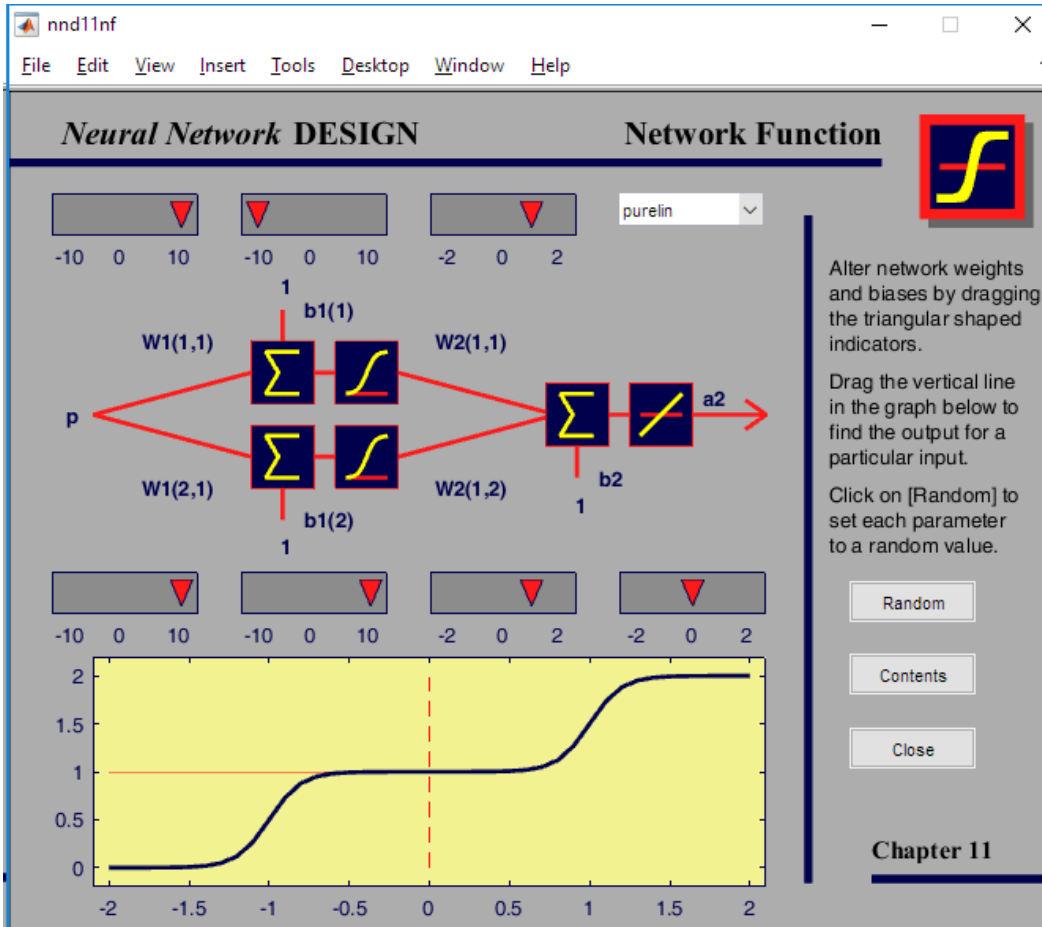 nnd11nf
File Edit View Insert Tools Desktop Window Help
Neural Network DESIGN
Network Function
purelin
-10 0 10
-10 0 10
-2 0 2
1
b1(1)
W1(1,1)
W2(1,1)
p
a2
W1(2,1)
W2(1,2)
b2
1
b1(2)
1
-10 0 10
-10 0 10
-2 0 2
-2 0 2
2
1.5
1
0.5
0
-2 -1.5 -1 -0.5 0 0.5 1 1.5 2
Alter network weights
and biases by dragging
the triangular shaped
indicators.
Drag the vertical line
in the graph below to
find the output for a
particular input.
Click on [Random] to
set each parameter
to a random value.
Random
Contents
Close
Chapter 11